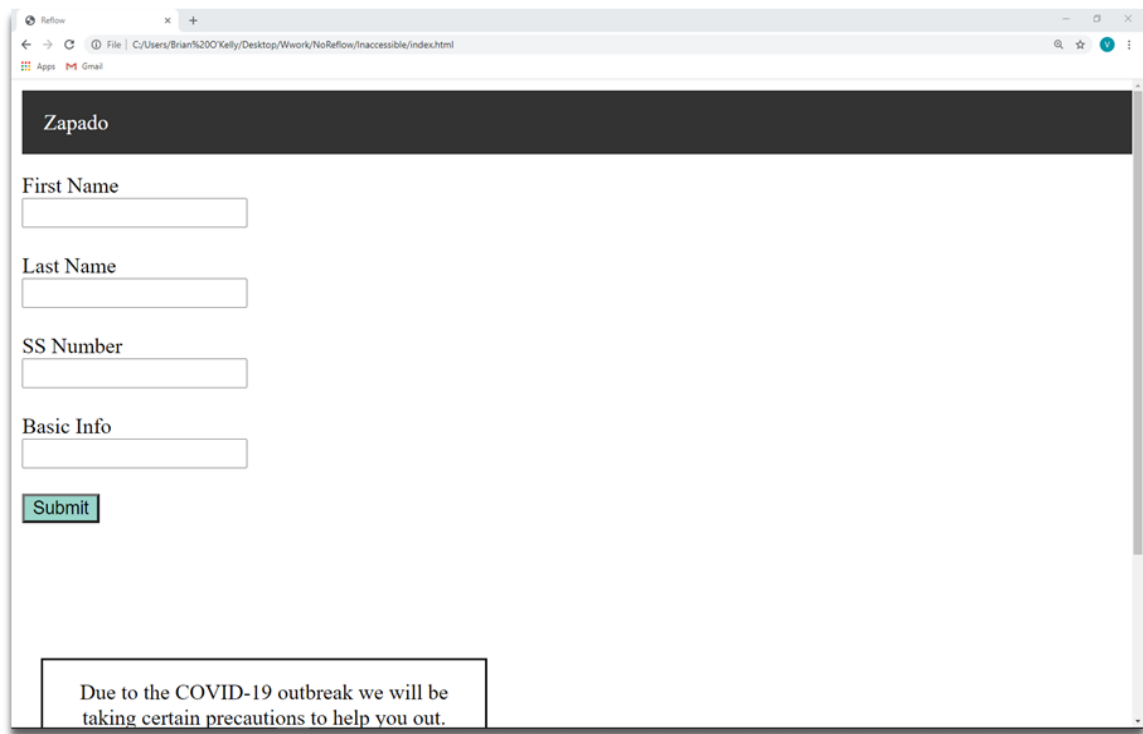 Reflow
File | C:/Users/Brian%20O'Kelly/Desktop/Wwork/NoReflow/Inaccessible/index.html
V
Apps Gmail
Zapado
First Name
Last Name
SS Number
Basic Info
Submit
Due to the COVID-19 outbreak we will be
taking certain precautions to help you out.